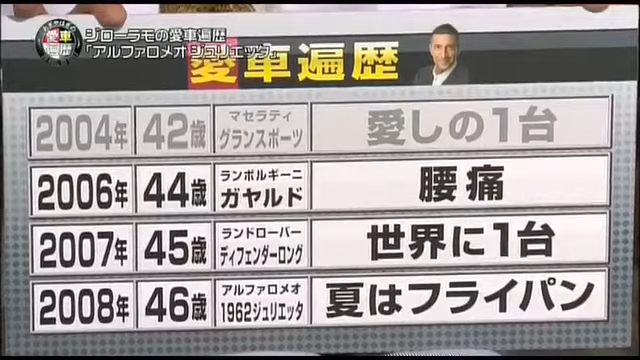 愛車遍歴
ジローラモの愛車遍歴
「アルファロメオ ジュリエッタ」
愛車遍歴
2004年 42歳 マセラティ グランスポーツ 愛しの1台
2006年 44歳 ランボルギーニ ガヤルド 腰痛
2007年 45歳 ランドローバー ディフェンダーロング 世界に1台
2008年 46歳 アルファロメオ 1962ジュリエッタ 夏はフライパン